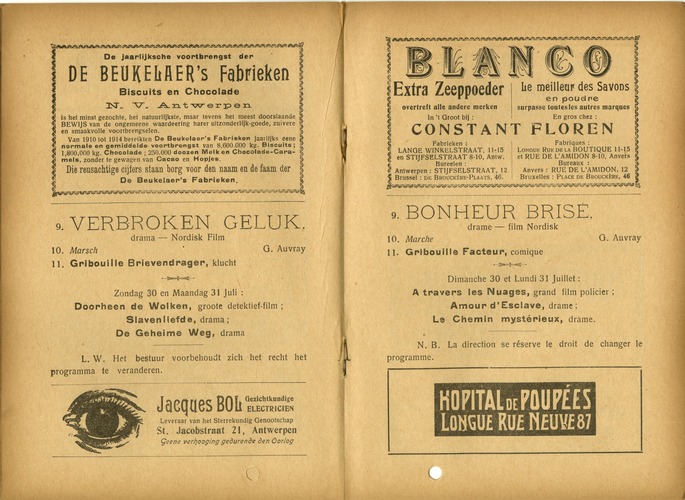 De jaarlijksche voortbrengst der
DE BEUKELAER's Fabrieken
Biscuits en Chocolade
N. V. Antwerpen
is het minst gezochte, het natuurlijkste, maar tevens het meest doorslaande
BEWIJS van de ongemeene waardeering harer uitzonderlijk-goede, zuivere
en smaakvolle voortbrengselen.
Van 1910 tot 1914 bereikten De Beukelaer's Fabrieken jaarlijks eene
normale en gemiddelde voortbrengst van 8,600.000 kg. Biscuits;
1,800.000 kg. Chocolade; 250.000 doozen Melk en Chocolade-Cara-
mels, zonder te gewagen van Cacao en Hopjes.
Die reusachtige cijfers staan borg voor den naam en de faam der
De Beukelaer's Fabrieken.
9. VERBROKEN GELUK,
drama — Nordisk Film
10. Marsch G. Auvray
11. Gribouille Brievendrager, klucht
Zondag 30 en Maandag 31 Juli :
Doorheen de Wolken, groote detektief-film ;
Slavenliefde, drama ;
De Geheime Weg, drama
L. W. Het bestuur voorbehoudt zich het recht het
programma te veranderen.
Jacques BOL Gezichtkundige
ELECTRICIEN
Leveraar van het Sterrekundig Genootschap
St. Jacobstraat 21, Antwerpen
Geene verhooging gedurende den Oorlog
BLANCO
Extra Zeeppoeder
overtreft alle andere merken
In 't Groot bij :
Le meilleur des Savons
en poudre
surpasse toutes les autres marques
En gros chez :
CONSTANT FLOREN
Fabrieken :
LANGE WINKELSTRAAT, 11-15
en STIJFSELSTRAAT 8-10, Antw.
Bureelen :
Antwerpen : STIJFSELSTRAAT, 12
Brussel : DE BROUCKÈRE-PLAATS, 46.
Fabriques :
LONGUE RUE DE LA BOUTIQUE 11-15
et RUE DE L'AMIDON 8-10, Anvers
Bureaux :
Anvers : RUE DE L'AMIDON, 12
Bruxelles : PLACE DE BROUCKÈRE, 46
9. BONHEUR BRISE,
drame — film Nordisk
10. Marche G. Auvray
11. Gribouille Facteur, comique
Dimanche 30 et Lundi 31 Juillet :
A travers les Nuages, grand film policier ;
Amour d'Esclave, drame ;
Le Chemin mystérieux, drame.
N. B. La direction se réserve le droit de changer le
programme.
HOPITAL DE POUPÉES
LONGUE RUE NEUVE 87